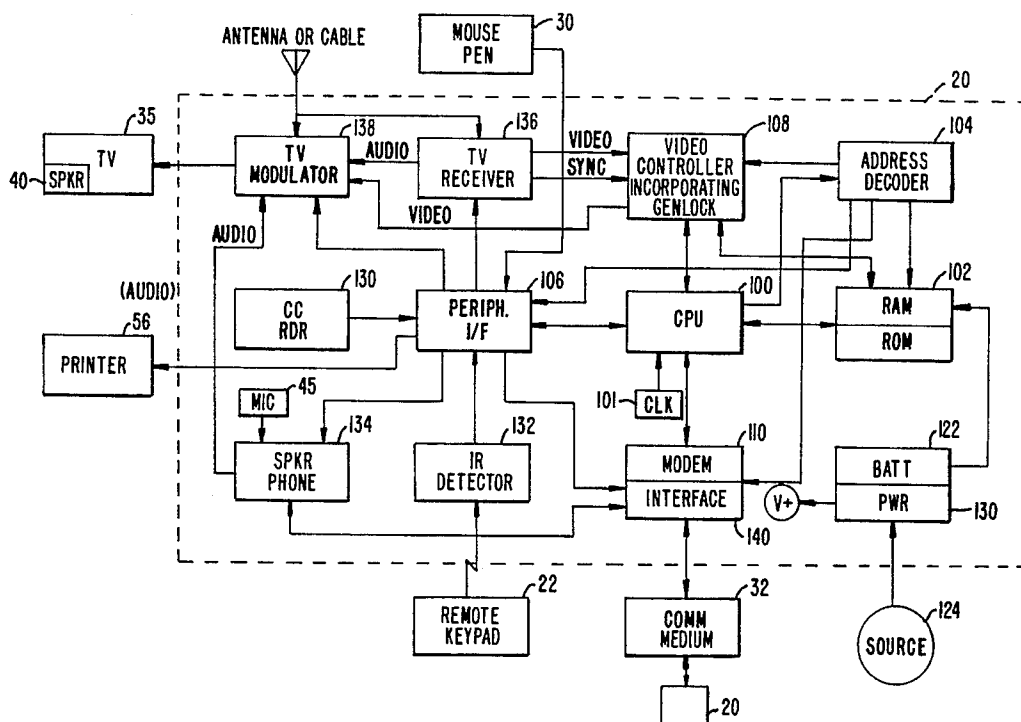 30
MOUSE
PEN
ANTENNA OR CABLE
20
35
TV
40
SPKR
138
TV
MODULATOR
AUDIO
136
TV
RECEIVER
VIDEO
SYNC
108
VIDEO
CONTROLLER
INCORPORATING
GENLOCK
104
ADDRESS
DECODER
VIDEO
AUDIO
(AUDIO)
130
CC
RDR
106
PERIPH.
I/F
100
CPU
102
RAM
ROM
56
PRINTER
45
MIC
134
SPKR
PHONE
132
IR
DETECTOR
101
CLK
110
MODEM
INTERFACE
140
122
BATT
PWR
130
V+
22
REMOTE
KEYPAD
32
COMM
MEDIUM
124
SOURCE
20